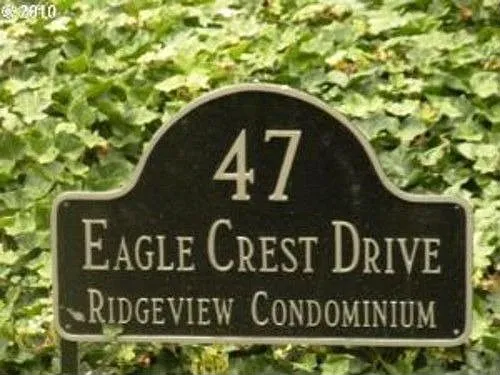 © 2010
47
EAGLE CREST DRIVE
RIDGEVIEW CONDOMINIUM